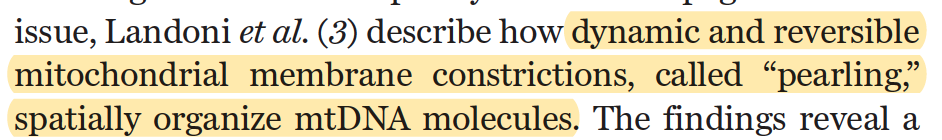 issue, Landoni et al. (3) describe how dynamic and reversible
mitochondrial membrane constrictions, called “pearling,”
spatially organize mtDNA molecules. The findings reveal a